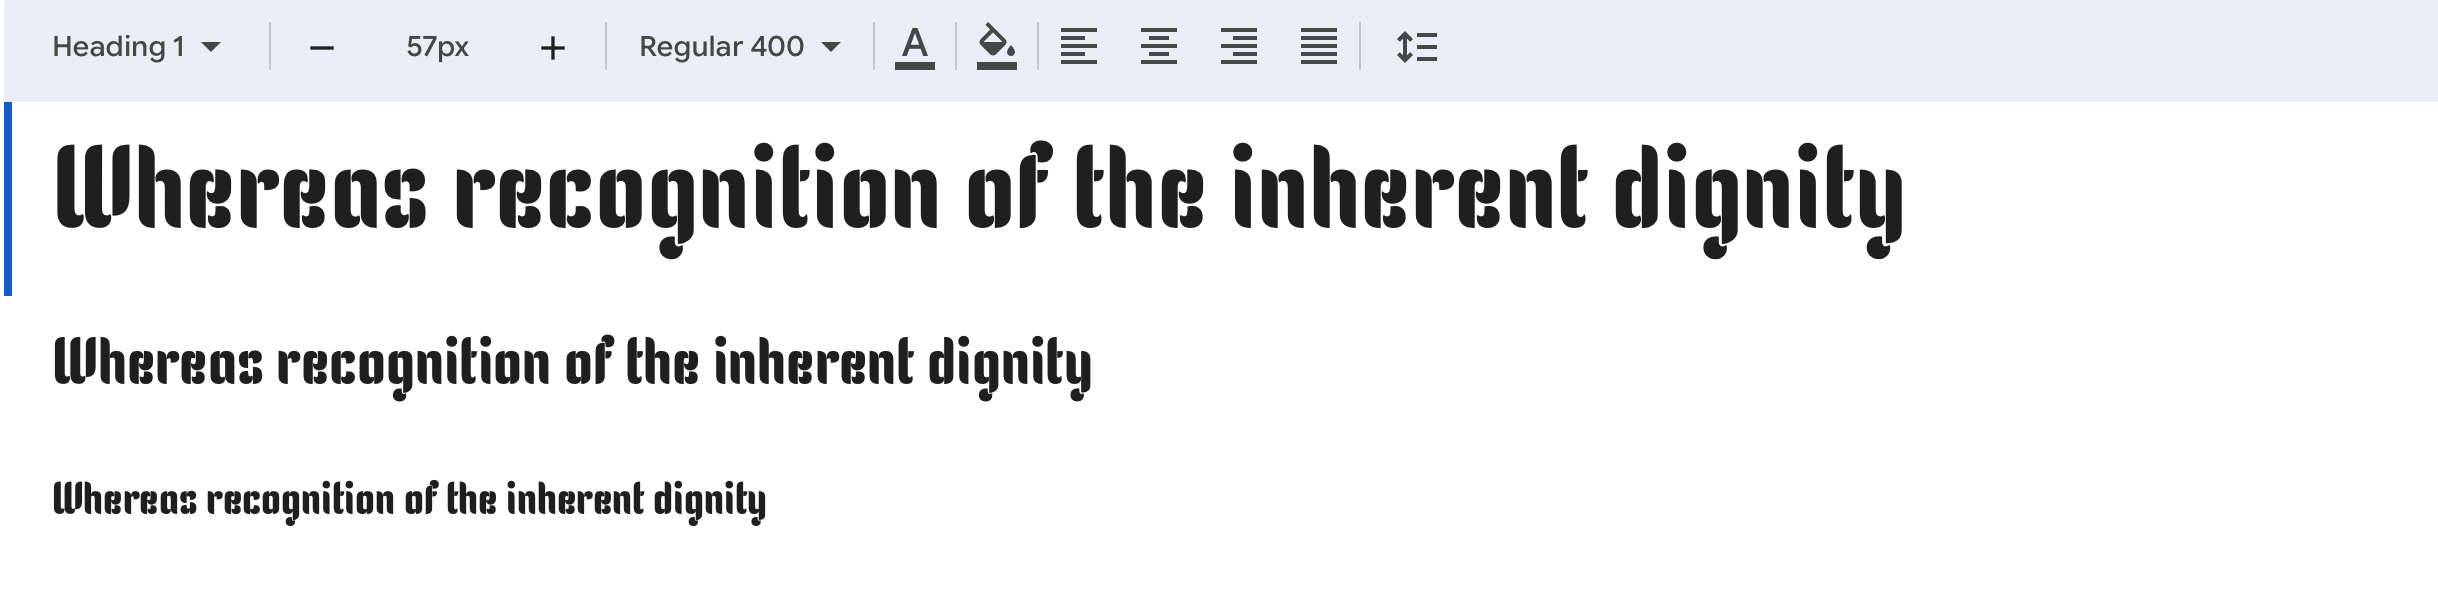 Heading 1 57px Regular 400 A
Whereas recognition of the inherent dignity
Whereas recognition of the inherent dignity
Whereas recognition of the inherent dignity